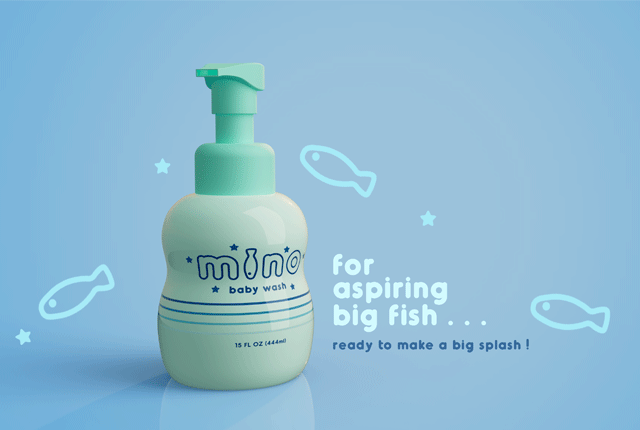 mino
baby wash
15 FL OZ (444ml)
for
aspiring
big fish . . .
ready to make a big splash !